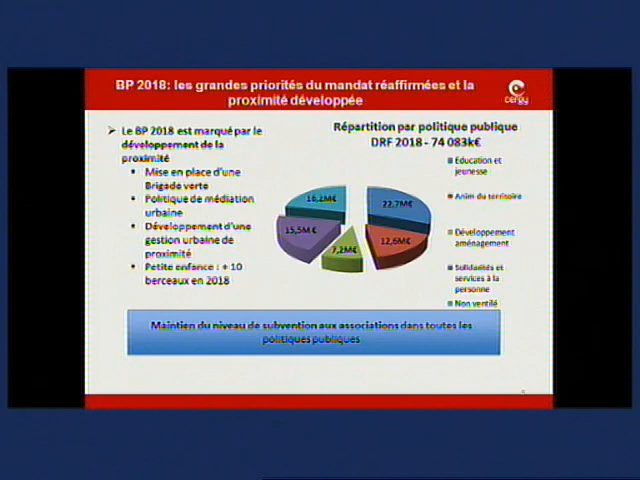 BP 2018: les grandes priorités du mandat réaffirmées et la
proximité développée
cergy
Le BP 2018 est marqué par le
développement de la
proximité
Mise en place d'une
Brigade verte
Politique de médiation
urbaine
Développement d'une
gestion urbaine de
proximité
Petite enfance : + 10
berceaux en 2018
Répartition par politique publique
DRF 2018 - 74 083k€
16,2M€
22,7M€
15,5M€
12,6M€
7,2M€
Education et
jeunesse
Anim du territoire
Développement
aménagement
Solidarités et
services à la
personne
Non ventilé
Maintien du niveau de subvention aux associations dans toutes les
politiques publiques